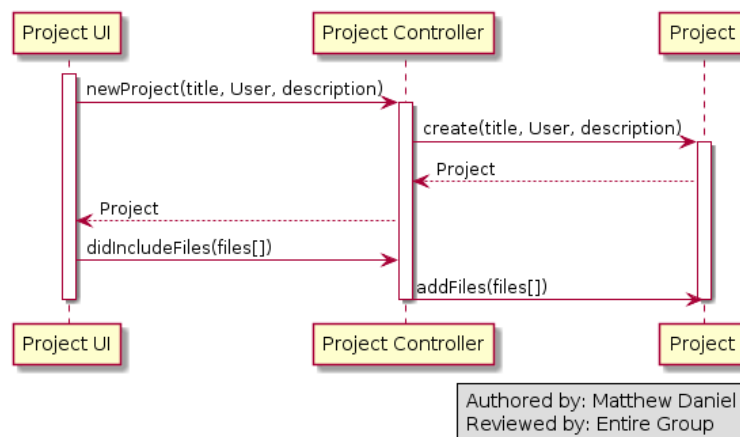 Project UI
Project Controller
Project
newProject(title, User, description)
create(title, User, description)
Project
Project
didIncludeFiles(files[])
addFiles(files[])
Project UI
Project Controller
Project
Authored by: Matthew Daniel
Reviewed by: Entire Group